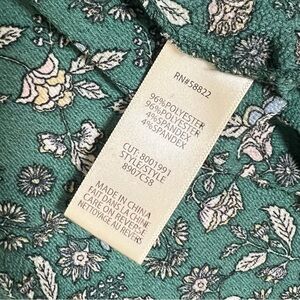 RN#58822
96%POLYESTER
96%POLYESTER
4%SPANDEX
4%SPANDEX
CUT: 8001991
STYLE/STYLE
8907C58
MADE IN CHINA
FAIT DANS LA CHINE
CARE ON REVERSE
NETTOYAGE AU REVERS